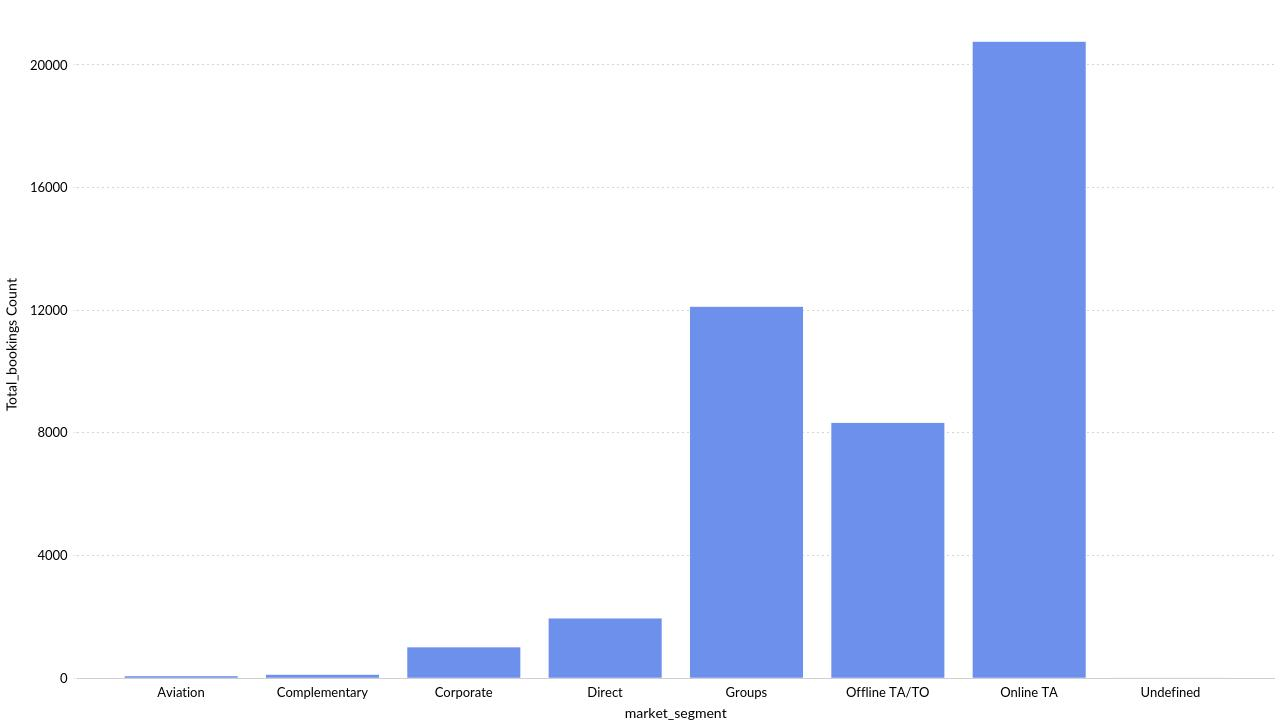 20000
16000
12000
8000
4000
0
Total_bookings Count
Aviation Complementary Corporate Direct Groups Offline TA/TO Online TA Undefined
market_segment